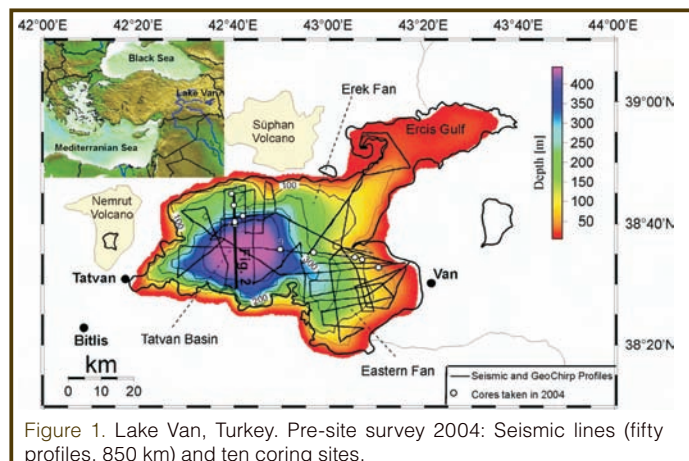 42°00' 42°20' 42°40' 43°00' 43°20' 43°40' 44°00'
Black Sea
Lake Van
Mediterranean Sea
Erek Fan
Süphan
Volcano
Ercis Gulf
Depth [m]
400
350
300
250
200
150
100
50
39°00'N
38°40'
38°20'N
Nemrut
Volcano
100
100
300
200
Fig. 2
Tatvan
Van
Bitlis
Tatvan Basin
Eastern Fan
km
0 10 20
Seismic and GeoChirp Profiles
Cores taken in 2004
Figure 1. Lake Van, Turkey. Pre-site survey 2004: Seismic lines (fifty
profiles, 850 km) and ten coring sites.